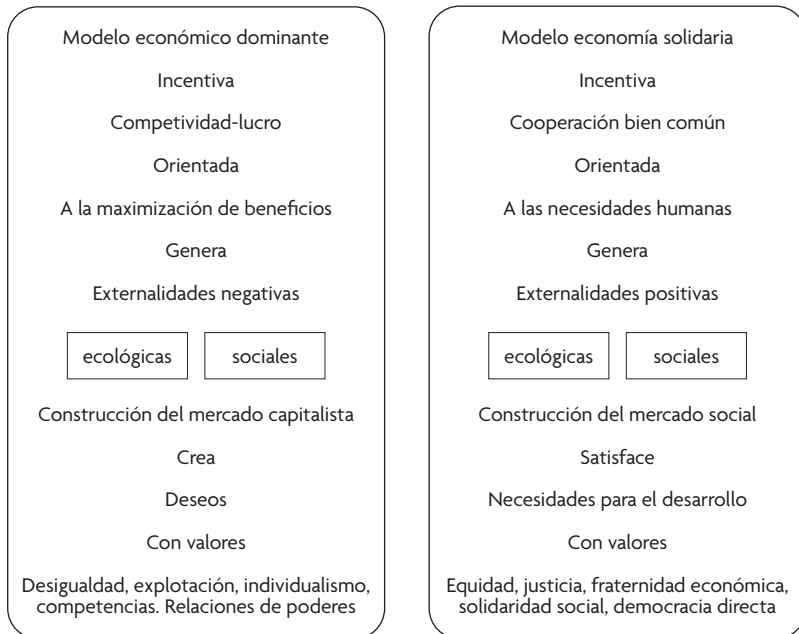 Modelo económico dominante
Incentiva
Competividad-lucro
Orientada
A la maximización de beneficios
Genera
Externalidades negativas
ecológicas
sociales
Construcción del mercado capitalista
Crea
Deseos
Con valores
Desigualdad, explotación, individualismo,
competencias. Relaciones de poderes
Modelo economía solidaria
Incentiva
Cooperación bien común
Orientada
A las necesidades humanas
Genera
Externalidades positivas
ecológicas
sociales
Construcción del mercado social
Satisface
Necesidades para el desarrollo
Con valores
Equidad, justicia, fraternidad económica,
solidaridad social, democracia directa